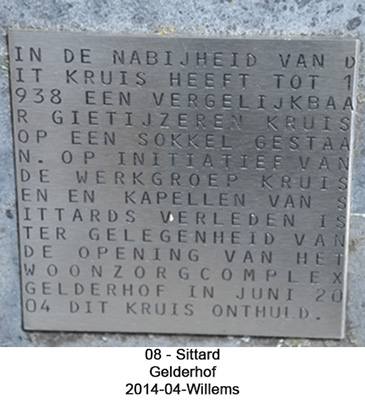 IN DE NABIJHEID VAN D
IT KRUIS HEEFT TOT 1
938 EEN VERGELIJKBAA
R GIETIJZEREN KRUIS
OP EEN SOKKEL GESTAA
N. OP INITIATIEF VAN
DE WERKGROEP KRUIS
EN EN KAPELLEN VAN S
ITTARDS VERLEDEN IS
TER GELEGENHEID VAN
DE OPENING VAN HET
WOONZORGCOMPLEX
GELDERHOF IN JUNI 20
04 DIT KRUIS ONTHULD.
08 - Sittard
Gelderhof
2014-04-Willems